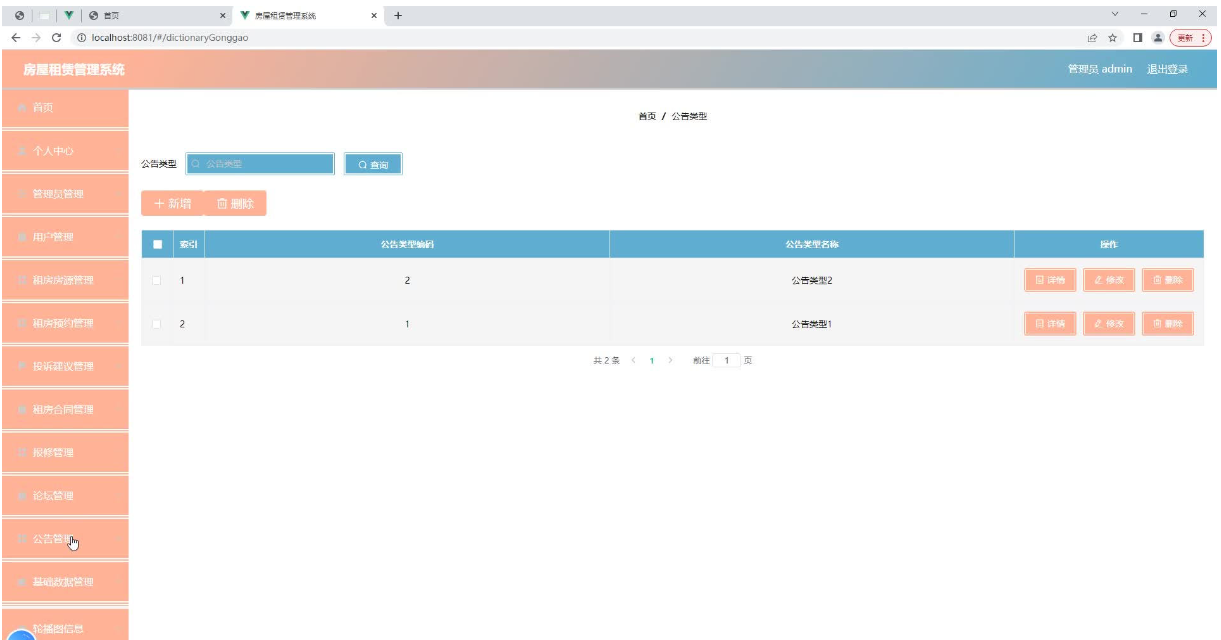 首页
房屋租赁管理系统
localhost:8081/#/dictionaryGonggao
更新
房屋租赁管理系统
管理员 admin 退出登录
首页
首页 / 公告类型
个人中心
公告类型 公告类型 查询
管理员管理
新增 删除
用户管理
索引 公告类型编码 公告类型名称 操作
租房房源管理
1 2 公告类型2 详情 修改 删除
租房预约管理
2 1 公告类型1 详情 修改 删除
共 2 条 1 前往 1 页
投诉建议管理
租房合同管理
报修管理
论坛管理
公告管理
基础数据管理
轮播图信息